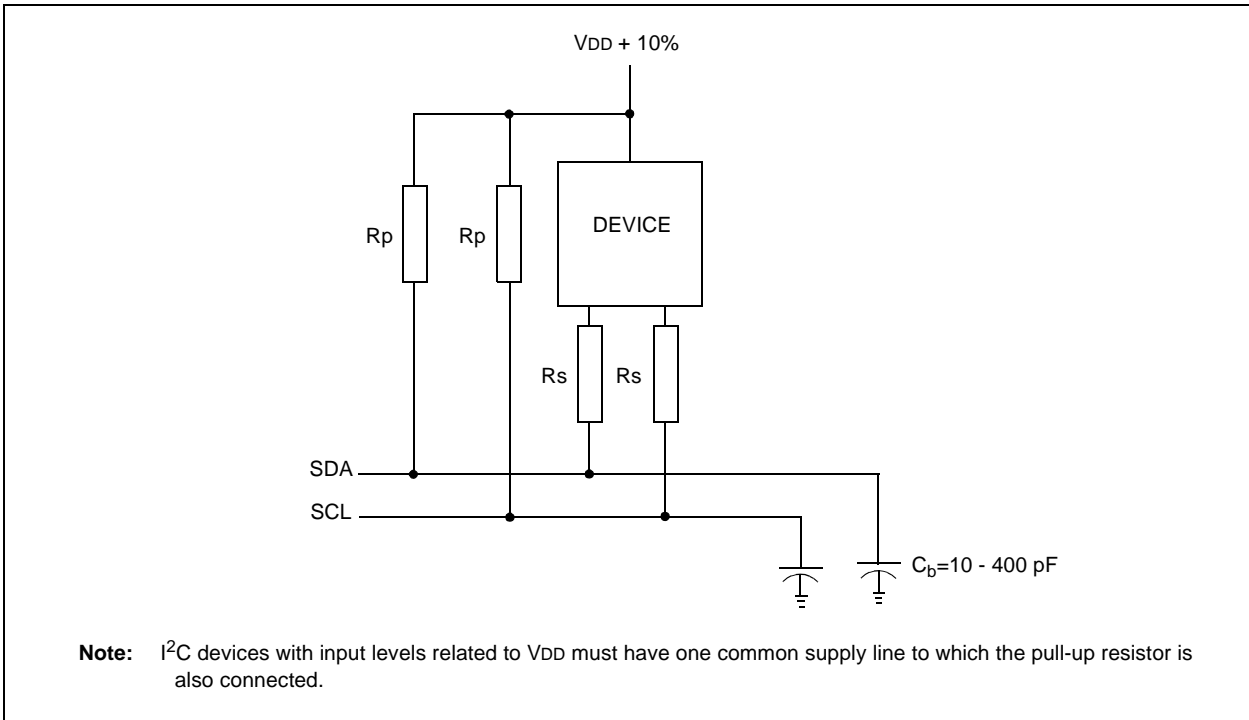 VDD + 10%
DEVICE
Rp
Rp
Rs
Rs
SDA
SCL
Cb=10 - 400 pF
Note: I2C devices with input levels related to VDD must have one common supply line to which the pull-up resistor is
also connected.